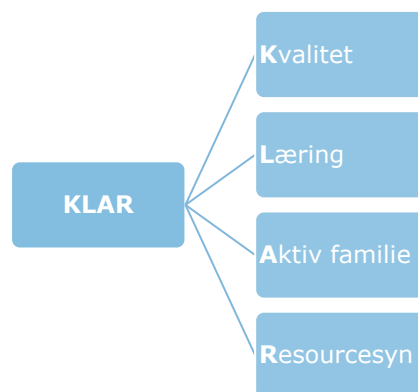 KLAR
Kvalitet
Læring
Aktiv familie
Resourcesyn